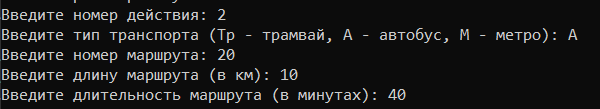 Введите номер действия: 2
Введите тип транспорта (Тр - трамвай, А - автобус, М - метро): А
Введите номер маршрута: 20
Введите длину маршрута (в км): 10
Введите длительность маршрута (в минутах): 40